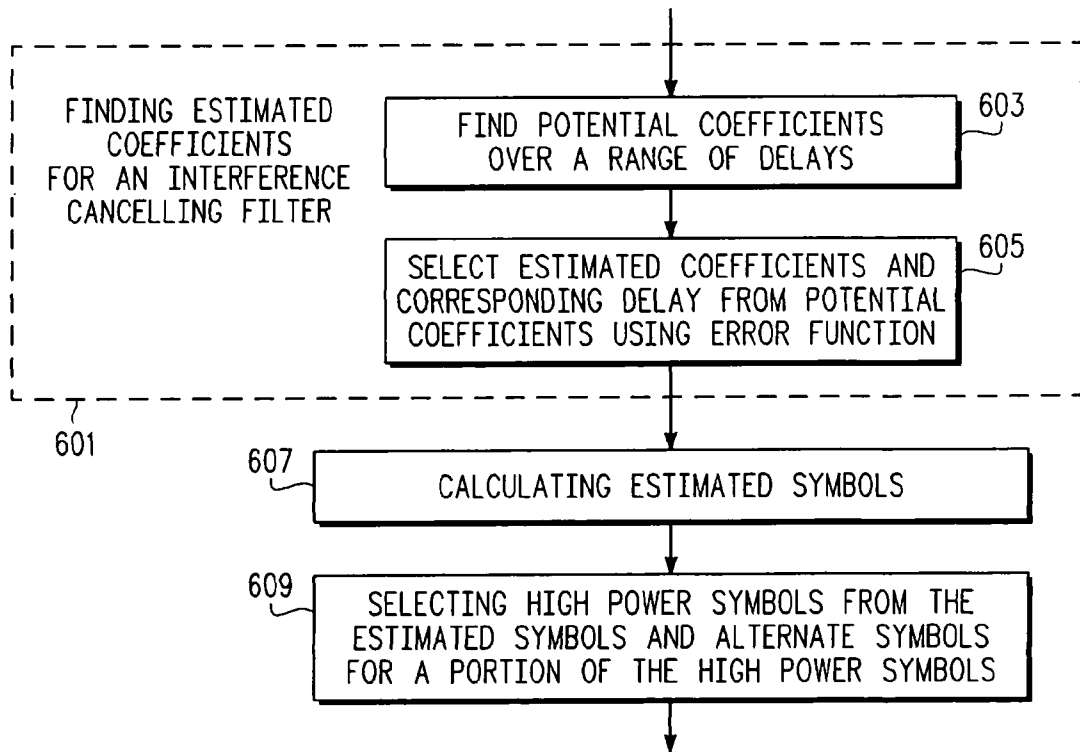 FINDING ESTIMATED
COEFFICIENTS
FOR AN INTERFERENCE
CANCELLING FILTER
FIND POTENTIAL COEFFICIENTS
OVER A RANGE OF DELAYS
603
SELECT ESTIMATED COEFFICIENTS AND
CORRESPONDING DELAY FROM POTENTIAL
COEFFICIENTS USING ERROR FUNCTION
605
601
607
CALCULATING ESTIMATED SYMBOLS
609
SELECTING HIGH POWER SYMBOLS FROM THE
ESTIMATED SYMBOLS AND ALTERNATE SYMBOLS
FOR A PORTION OF THE HIGH POWER SYMBOLS